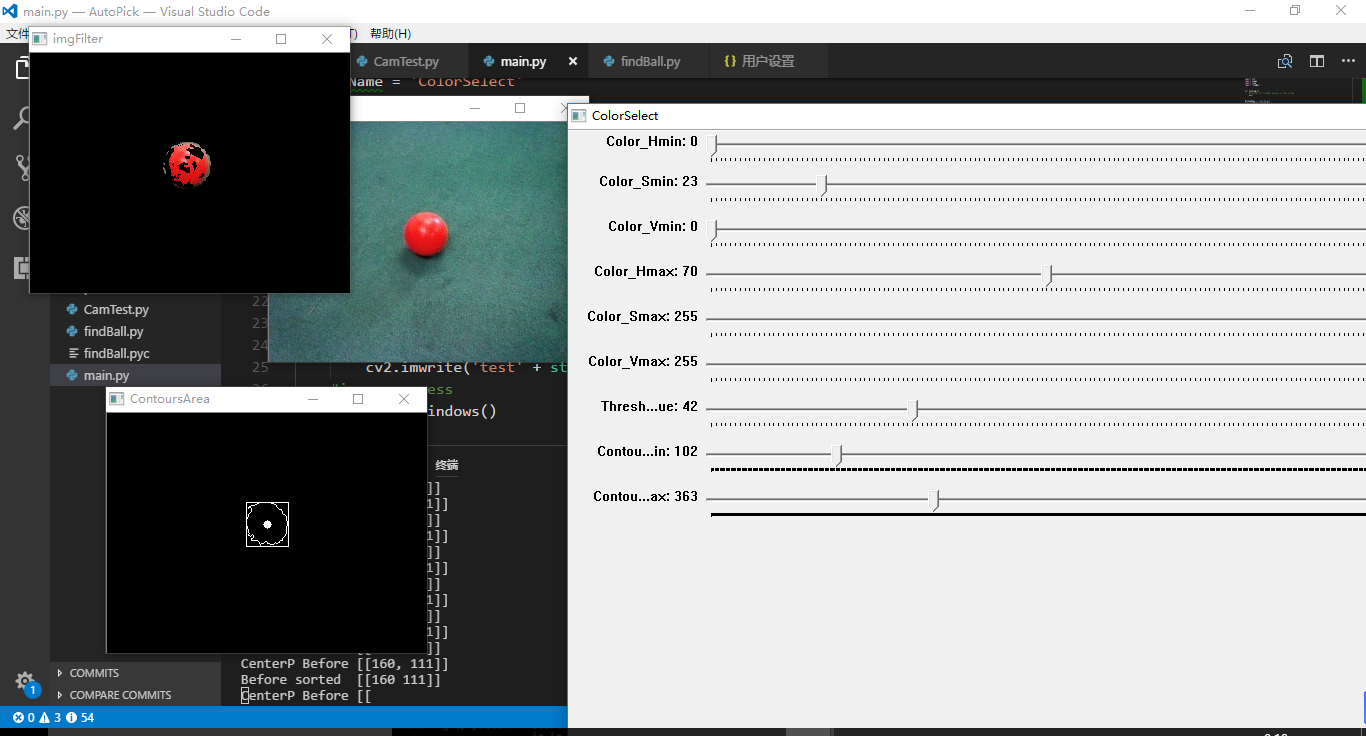 main.py — AutoPick — Visual Studio Code
文件
帮助(H)
imgFilter
CamTest.py
main.py
findBall.py
{} 用户设置
Name = 'ColorSelect'
ColorSelect
Color_Hmin: 0
Color_Smin: 23
Color_Vmin: 0
Color_Hmax: 70
Color_Smax: 255
Color_Vmax: 255
Thresh...ue: 42
Contou...in: 102
Contou...ax: 363
CamTest.py
findBall.py
findBall.pyc
main.py
22
23
24
25 cv2.imwrite('test' + st
ess
indows()
ContoursArea
终端
]]
1]]
]]
1]]
]]
1]]
]]
1]]
]]
1]]
]]
CenterP Before [[160, 111]]
Before sorted [[160 111]]
CenterP Before [[
COMMITS
COMPARE COMMITS
1
0 3 54